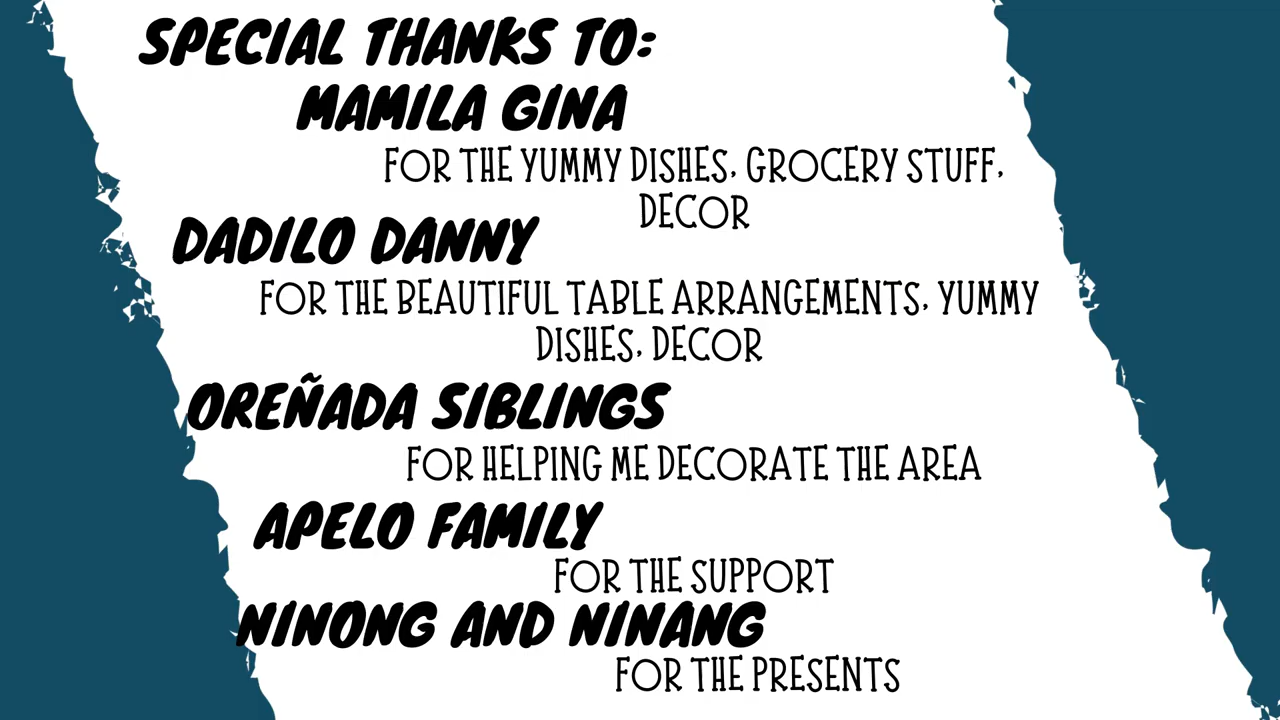 SPECIAL THANKS TO:
MAMILA GINA
FOR THE YUMMY DISHES, GROCERY STUFF,
DECOR
DADILO DANNY
FOR THE BEAUTIFUL TABLE ARRANGEMENTS, YUMMY
DISHES, DECOR
OREÑADA SIBLINGS
FOR HELPING ME DECORATE THE AREA
APELO FAMILY
FOR THE SUPPORT
NINONG AND NINANG
FOR THE PRESENTS